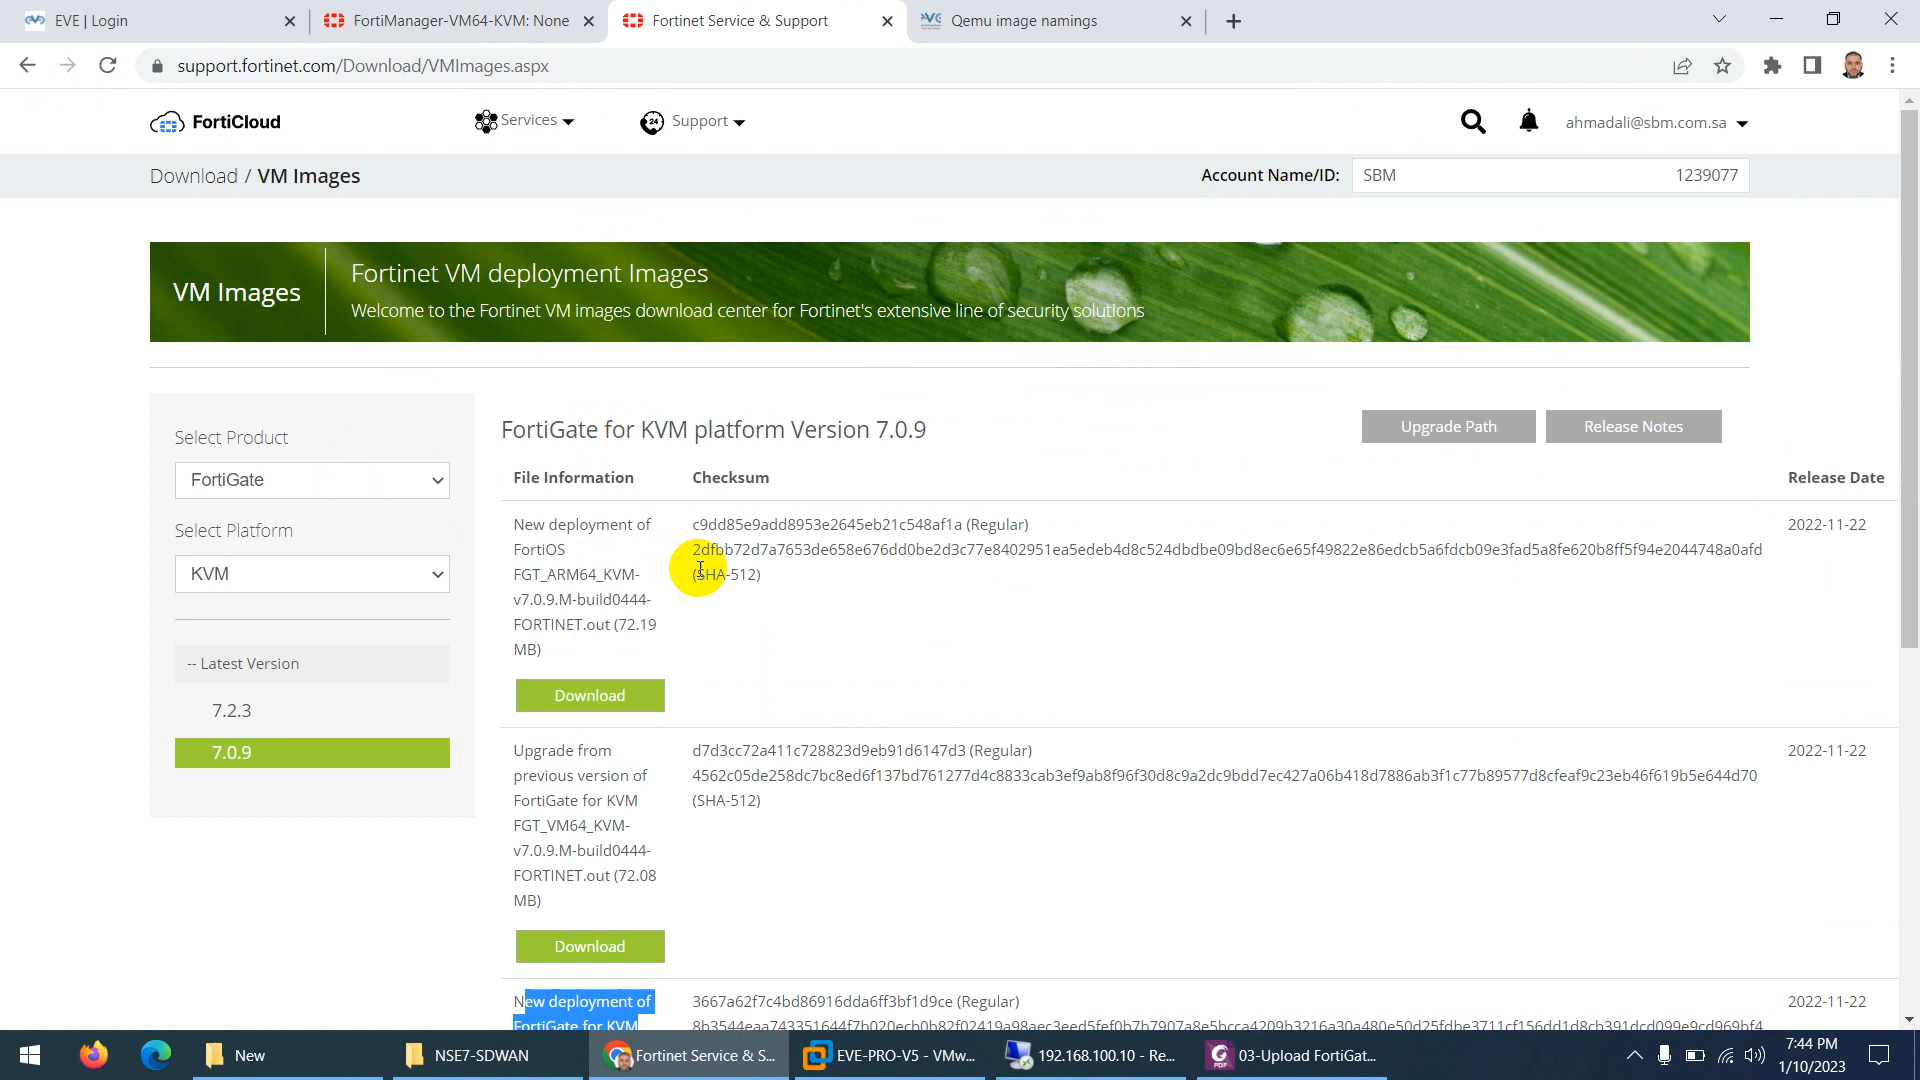 EVE | Login
FortiManager-VM64-KVM: None
Fortinet Service & Support
Qemu image namings
support.fortinet.com/Download/VMImages.aspx
FortiCloud
Services
24
Support
ahmadali@sbm.com.sa
Download / VM Images
Account Name/ID:
SBM
1239077
VM Images
Fortinet VM deployment Images
Welcome to the Fortinet VM images download center for Fortinet's extensive line of security solutions
Select Product
FortiGate
Select Platform
KVM
-- Latest Version
7.2.3
7.0.9
FortiGate for KVM platform Version 7.0.9
Upgrade Path
Release Notes
File Information
Checksum
Release Date
New deployment of
FortiOS
FGT_ARM64_KVM-
v7.0.9.M-build0444-
FORTINET.out (72.19
MB)
c9dd85e9add8953e2645eb21c548af1a (Regular)
2dfbb72d7a7653de658e676dd0be2d3c77e8402951ea5edeb4d8c524dbdbe09bd8ec6e65f49822e86edcb5a6fdcb09e3fad5a8fe620b8ff5f94e2044748a0afd
(SHA-512)
2022-11-22
Download
Upgrade from
previous version of
FortiGate for KVM
FGT_VM64_KVM-
v7.0.9.M-build0444-
FORTINET.out (72.08
MB)
d7d3cc72a411c728823d9eb91d6147d3 (Regular)
4562c05de258dc7bc8ed6f137bd761277d4c8833cab3ef9ab8f96f30d8c9a2dc9bdd7ec427a06b418d7886ab3f1c77b89577d8cfeaf9c23eb46f619b5e644d70
(SHA-512)
2022-11-22
Download
New deployment of
FortiGate for KVM
3667a62f7c4bd86916dda6ff3bf1d9ce (Regular)
2022-11-22
New
NSE7-SDWAN
Fortinet Service & S...
EVE-PRO-V5 - VMw...
192.168.100.10 - Re...
03-Upload FortiGat...
7:44 PM
1/10/2023